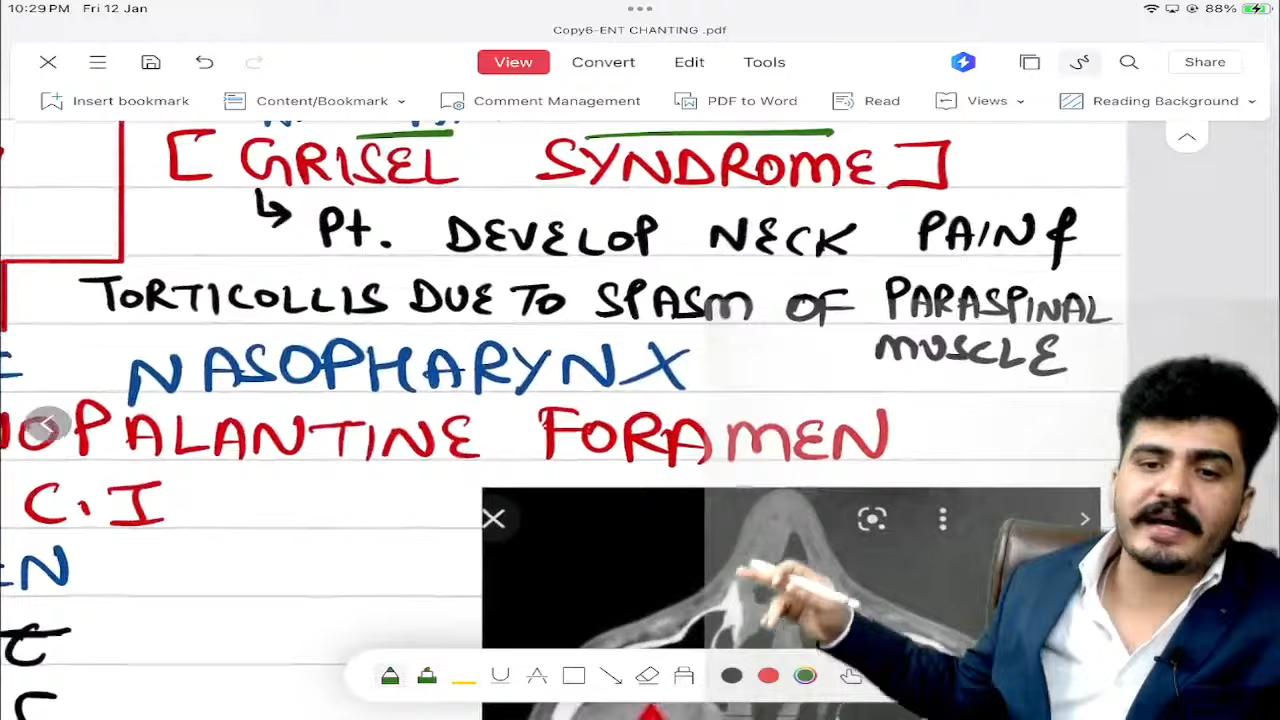 10:29 PM Fri 12 Jan
88%
Copy6-ENT CHANTING .pdf
View Convert Edit Tools Share
Insert bookmark Content/Bookmark Comment Management PDF to Word Read Views Reading Background
[GRISEL SYNDROME]
Pt. DEVELOP NECK PAIN &
TORTICOLLIS DUE TO SPASM OF PARASPINAL
MUSCLE
NASOPHARYNX
OPALANTINE FORAMEN
C.I
EN